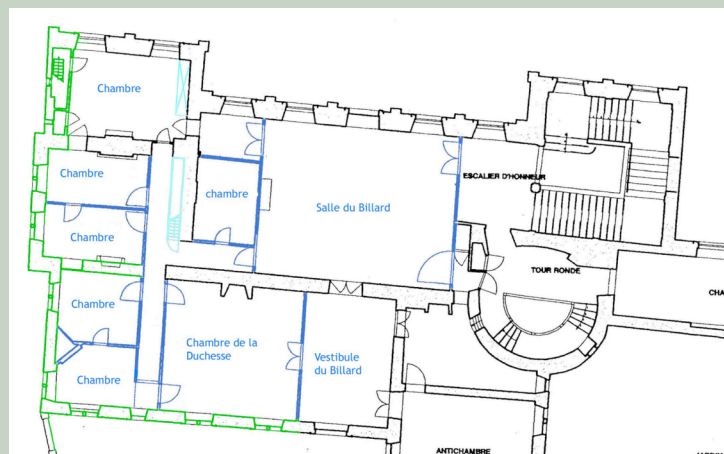 Chambre
Chambre
chambre
ESCALIER D'HONNEUR
Salle du Billard
Chambre
TOUR RONDE
CHA
Chambre
Chambre de la
Duchesse
Vestibule
du Billard
Chambre
ANTICHAMBRE